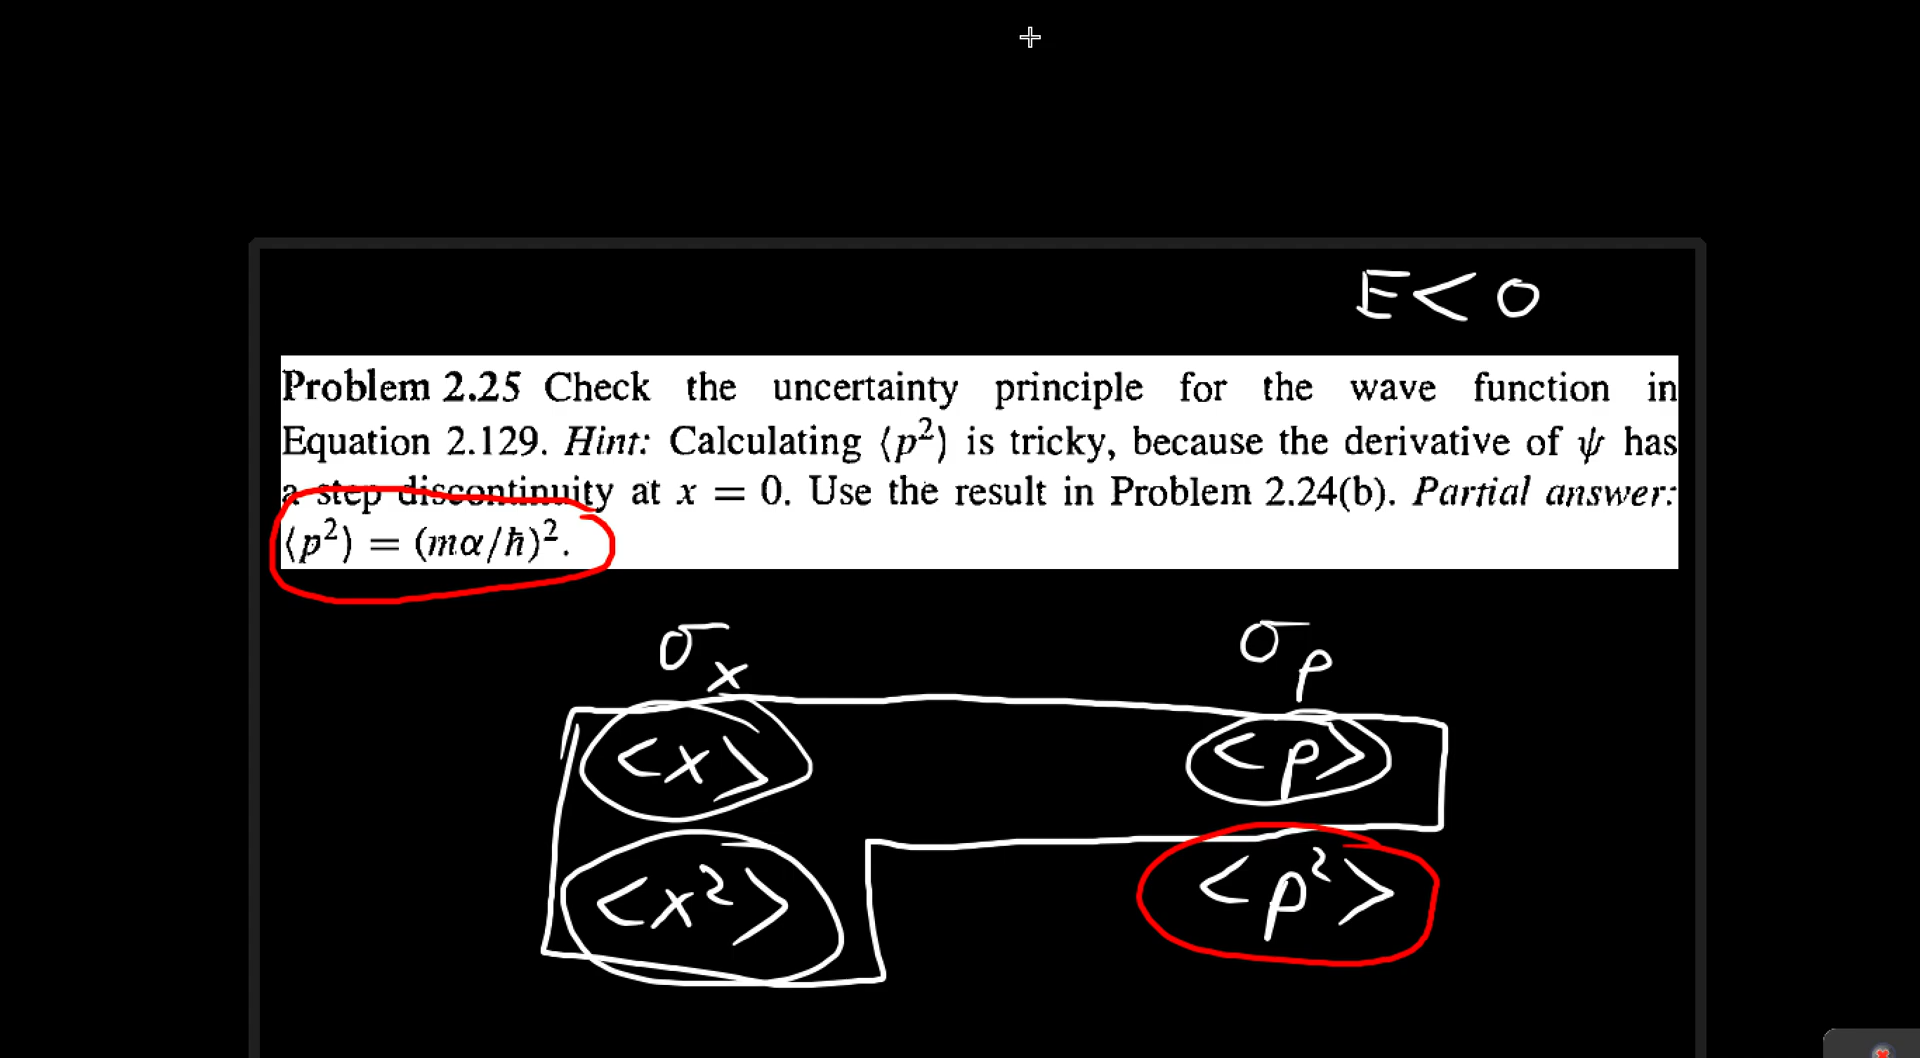 E < 0
Problem 2.25 Check the uncertainty principle for the wave function in
Equation 2.129. Hint: Calculating ⟨p²⟩ is tricky, because the derivative of ψ has
a step discontinuity at x = 0. Use the result in Problem 2.24(b). Partial answer:
⟨p²⟩ = (mα/ħ)².
σₓ σₚ
<x> <p>
<x²> <p²>